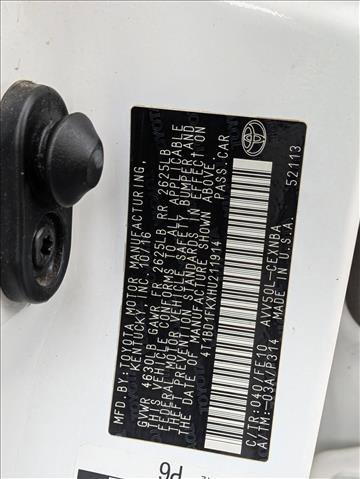 MFD.BY:TOYOTA MOTOR MANUFACTURING,
KENTUCKY, INC. 10/16
GVWR 4630LB GAWR FR 2625LB RR 2625LB
THIS VEHICLE CONFORMS TO ALL APPLICABLE
FEDERAL MOTOR VEHICLE SAFETY, BUMPER, AND
THEFT PREVENTION STANDARDS IN EFFECT ON
THE DATE OF MANUFACTURE SHOWN ABOVE.
4T1BD1FKXHU211914 PASS.CAR
C/TR:040/FE10 AVV50L-CEXNBA
A/TM:-03A/P314 MADE IN U.S.A. 52113
P6